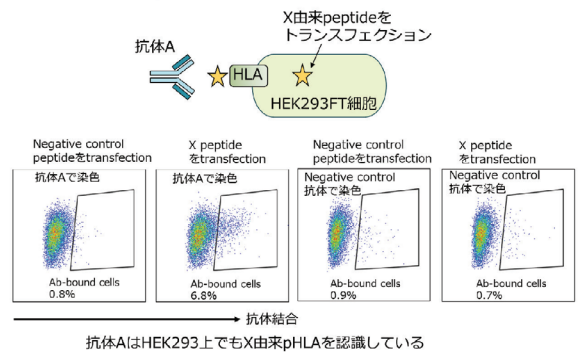 抗体A
X由来peptideを
トランスフェクション
HLA
HEK293FT細胞
Negative control
peptideをtransfection
抗体Aで染色
Ab-bound cells
0.8%
X peptide
をtransfection
抗体Aで染色
Ab-bound cells
6.8%
Negative control
peptideをtransfection
Negative control
抗体で染色
Ab-bound cells
0.9%
X peptide
をtransfection
Negative control
抗体で染色
Ab-bound cells
0.7%
抗体結合
抗体AはHEK293上でもX由来pHLAを認識している